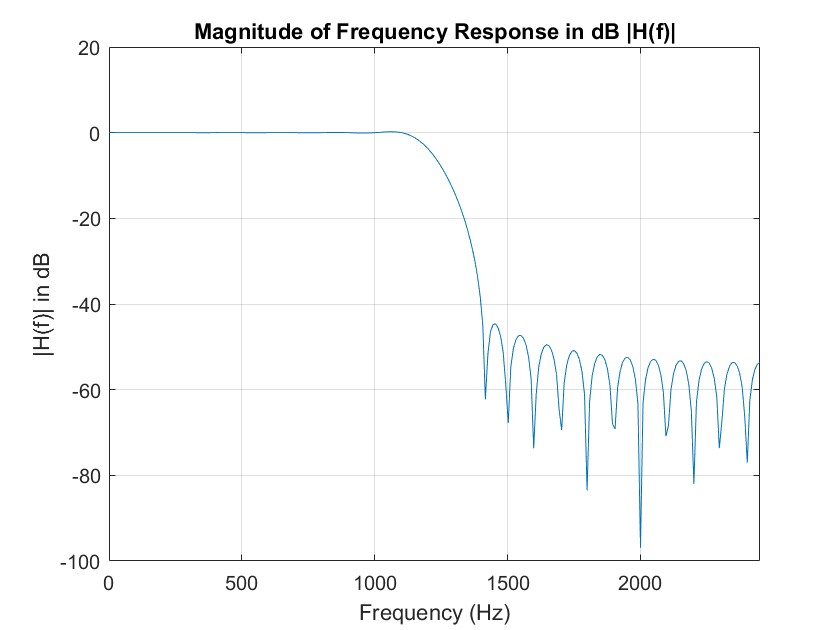 Magnitude of Frequency Response in dB |H(f)|
20
0
-20
-40
-60
-80
-100
|H(f)| in dB
0 500 1000 1500 2000
Frequency (Hz)